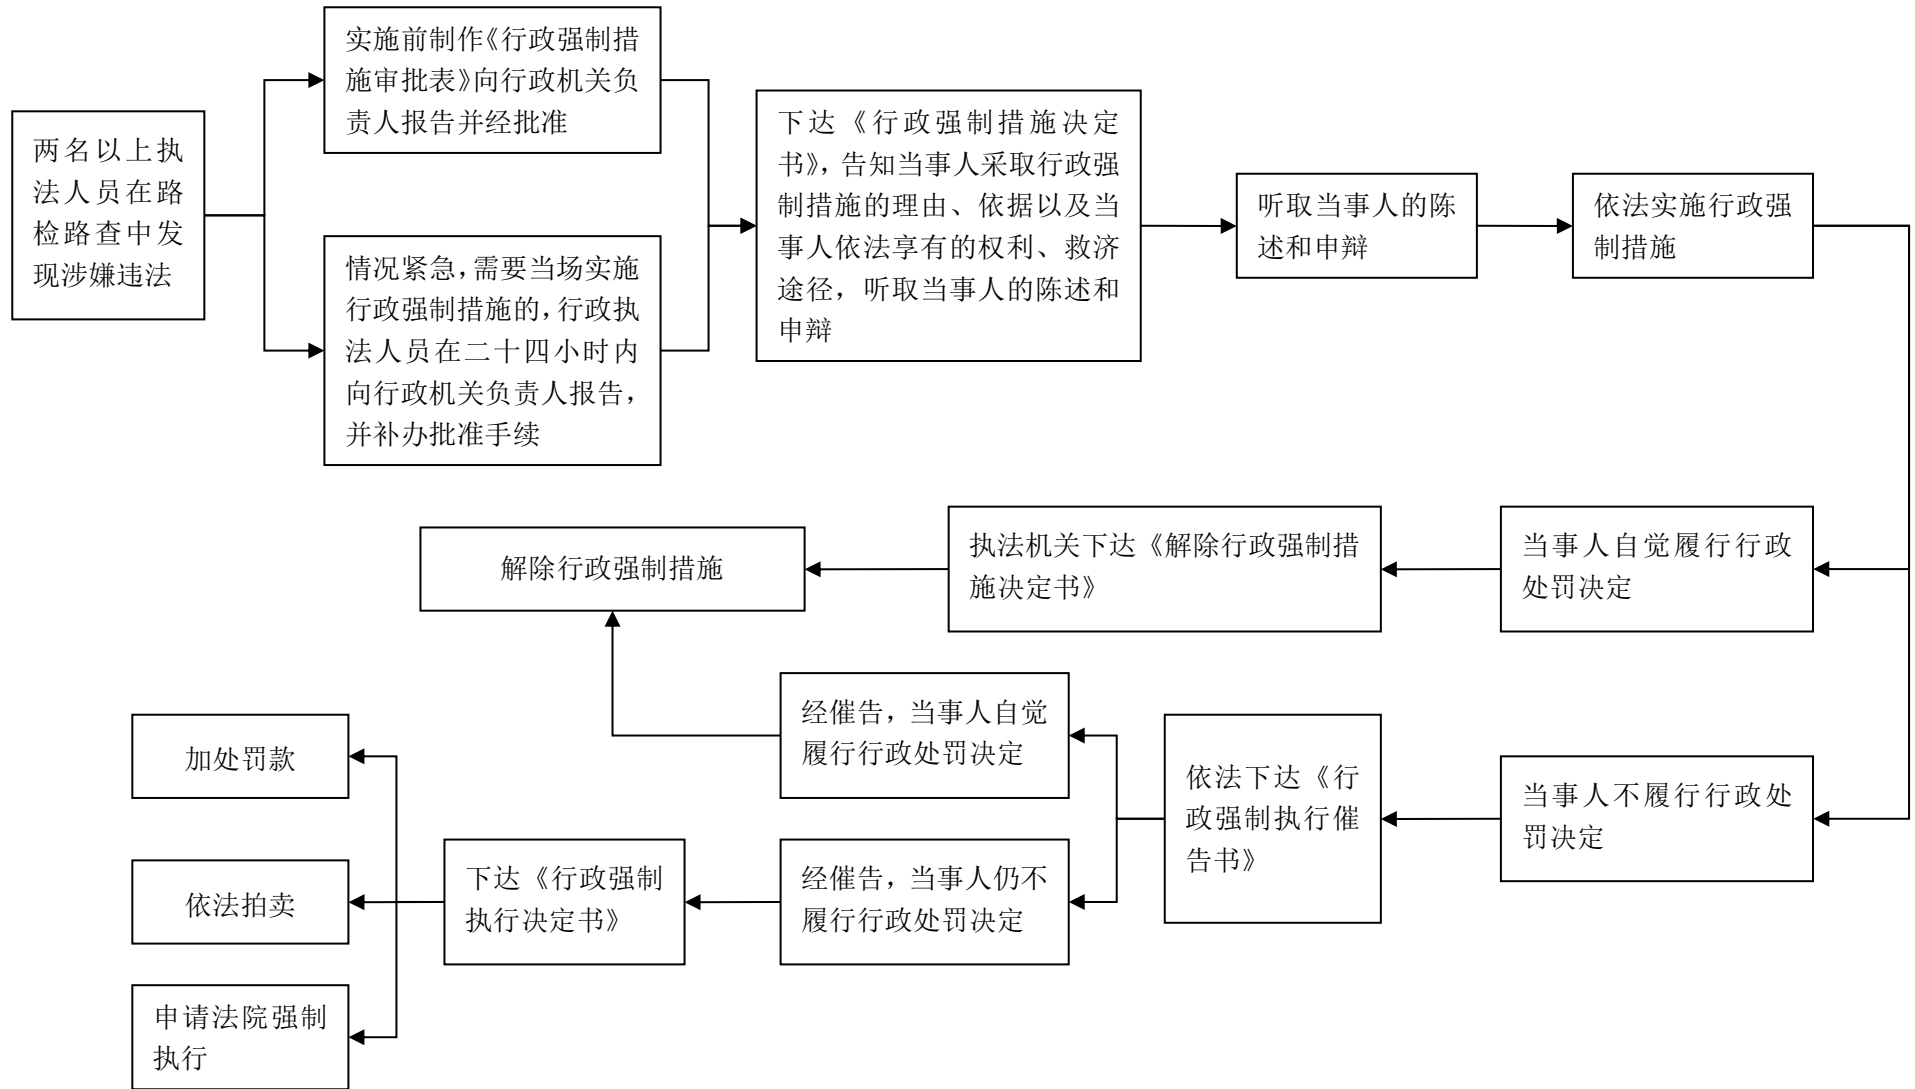 实施前制作《行政强制措
施审批表》向行政机关负
责人报告并经批准
两名以上执
法人员在路
检路查中发
现涉嫌违法
情况紧急,需要当场实施
行政强制措施的,行政执
法人员在二十四小时内
向行政机关负责人报告,
并补办批准手续
下达《行政强制措施决定
书》,告知当事人采取行政强
制措施的理由、依据以及当
事人依法享有的权利、救济
途径，听取当事人的陈述和
申辩
听取当事人的陈
述和申辩
依法实施行政强
制措施
当事人自觉履行行政
处罚决定
执法机关下达《解除行政强制措
施决定书》
解除行政强制措施
当事人不履行行政处
罚决定
依法下达《行
政强制执行催
告书》
经催告，当事人自觉
履行行政处罚决定
经催告，当事人仍不
履行行政处罚决定
下达《行政强制
执行决定书》
加处罚款
依法拍卖
申请法院强制
执行